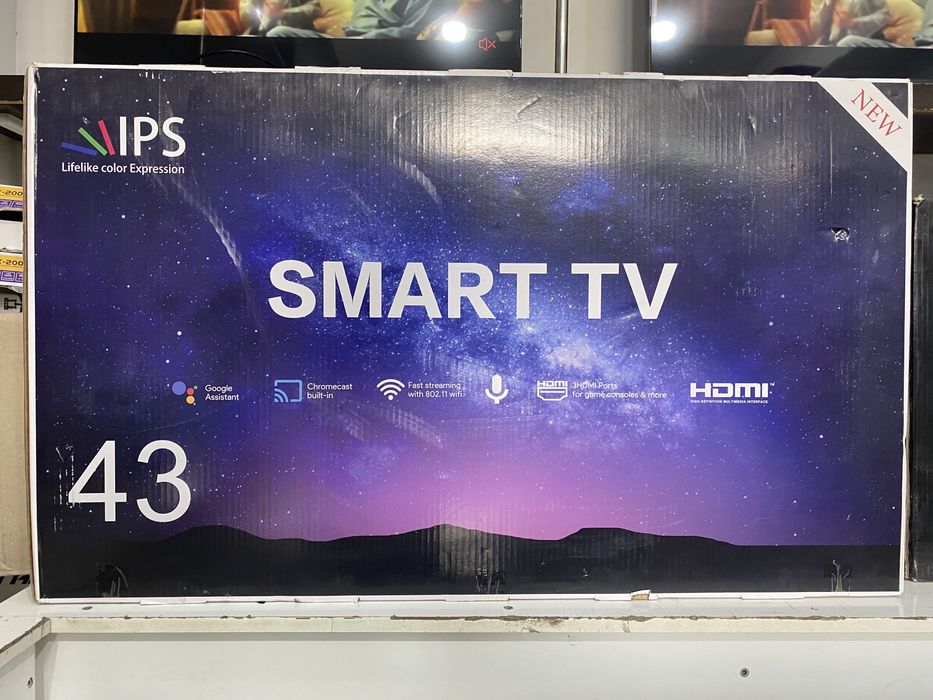 NEW
IPS
Lifelike color Expression
SMART TV
Google
Assistant
Chromecast
built-in
Fast streaming
with 802.11 wifi
HDMI
3HDMI Ports
for game consoles & more
HDMI™
HIGH-DEFINITION MULTIMEDIA INTERFACE
43